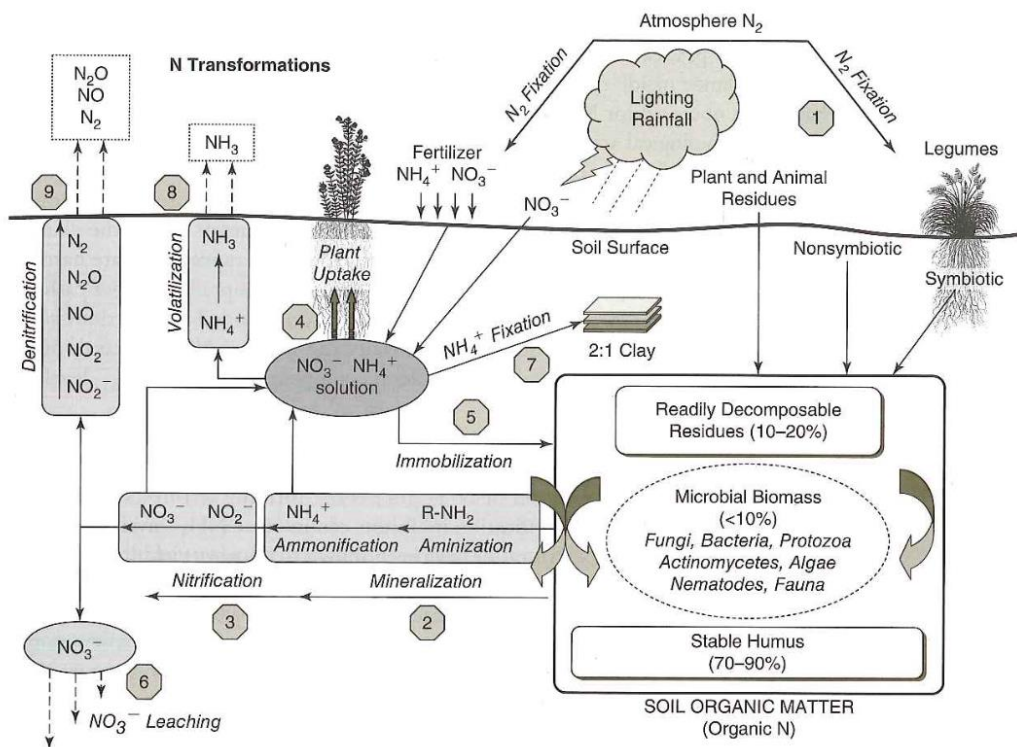 Atmosphere N₂
N Transformations
N₂O
NO
N₂
NH₃
N₂ Fixation
N₂ Fixation
Lighting
Rainfall
1
Fertilizer
NH₄⁺ NO₃⁻
Legumes
Plant and Animal
Residues
9
8
NO₃⁻
Soil Surface
Nonsymbiotic
Symbiotic
Denitrification
N₂
N₂O
NO
NO₂
NO₂⁻
Volatilization
NH₃
NH₄⁺
Plant
Uptake
4
NO₃⁻ NH₄⁺
solution
NH₄⁺ Fixation
7
2:1 Clay
5
Immobilization
Readily Decomposable
Residues (10–20%)
Microbial Biomass
(<10%)
Fungi, Bacteria, Protozoa
Actinomycetes, Algae
Nematodes, Fauna
Stable Humus
(70–90%)
SOIL ORGANIC MATTER
(Organic N)
NO₃⁻ NO₂⁻ NH₄⁺ R-NH₂
Ammonification Aminization
Nitrification Mineralization
3
2
NO₃⁻
6
NO₃⁻ Leaching